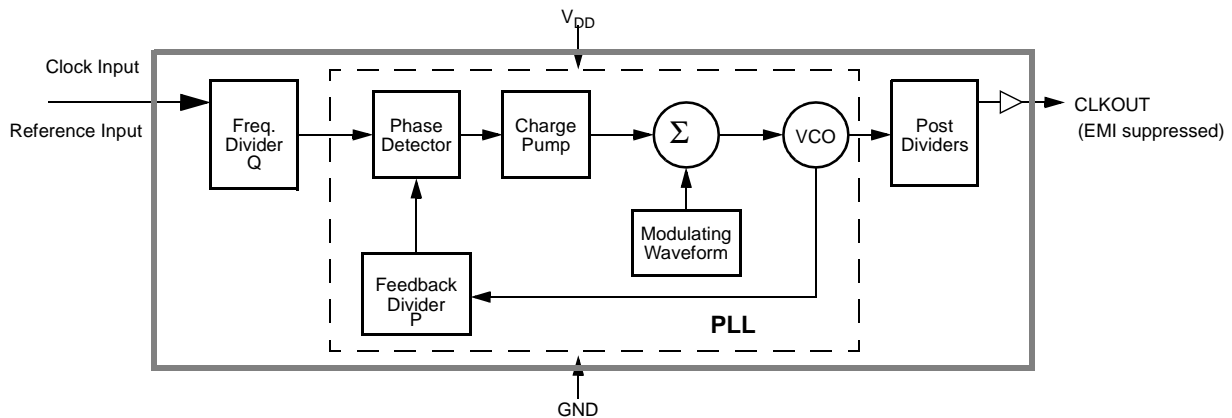 V_DD
Clock Input
Reference Input
Freq.
Divider
Q
Phase
Detector
Charge
Pump
Σ
VCO
Post
Dividers
CLKOUT
(EMI suppressed)
Modulating
Waveform
Feedback
Divider
P
PLL
GND